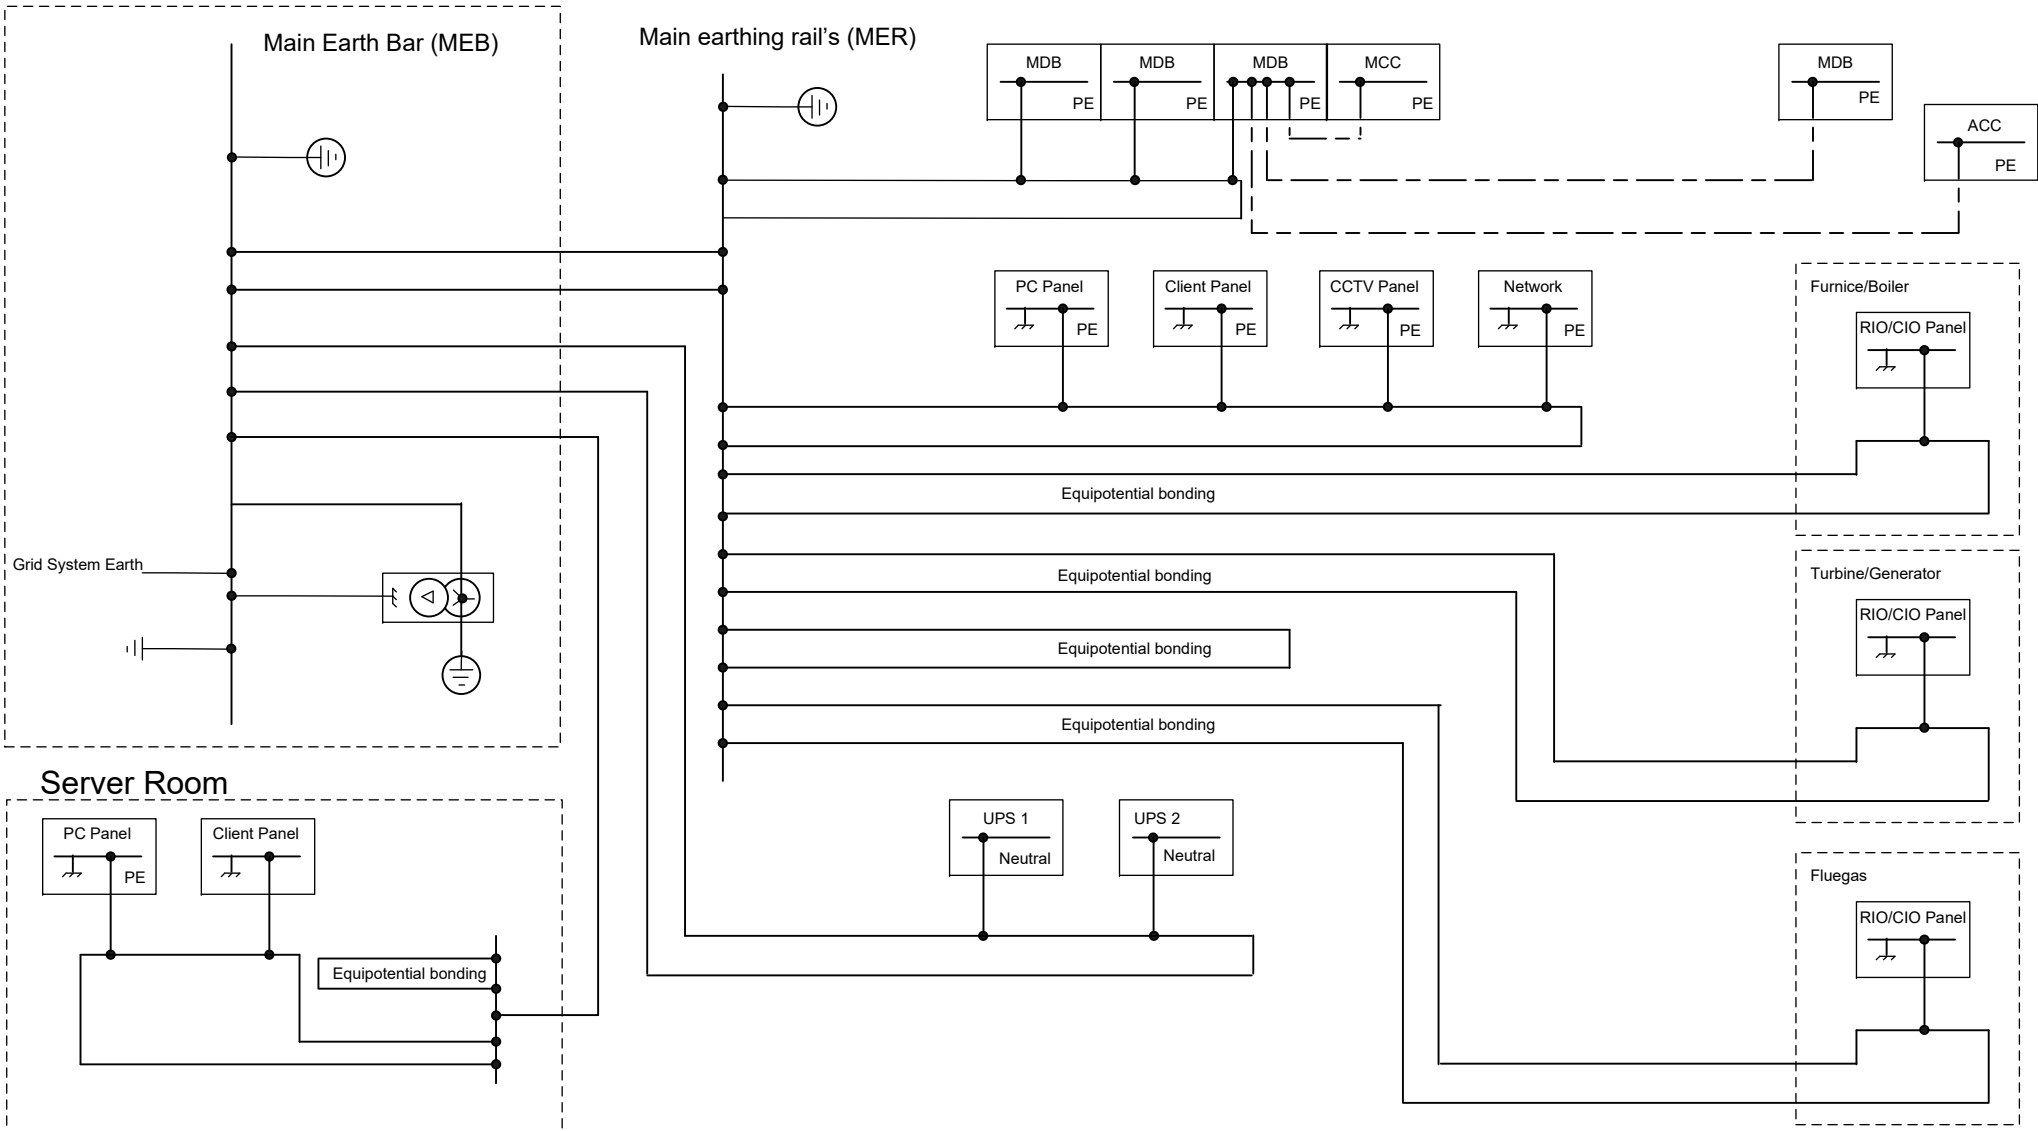 Main Earth Bar (MEB)
Main earthing rail's (MER)
MDB
PE
MDB
PE
MDB
PE
MCC
PE
MDB
PE
ACC
PE
PC Panel
PE
Client Panel
PE
CCTV Panel
PE
Network
PE
Furnice/Boiler
RIO/CIO Panel
Equipotential bonding
Grid System Earth
Equipotential bonding
Turbine/Generator
RIO/CIO Panel
Equipotential bonding
Equipotential bonding
Server Room
PC Panel
PE
Client Panel
Equipotential bonding
UPS 1
Neutral
UPS 2
Neutral
Fluegas
RIO/CIO Panel